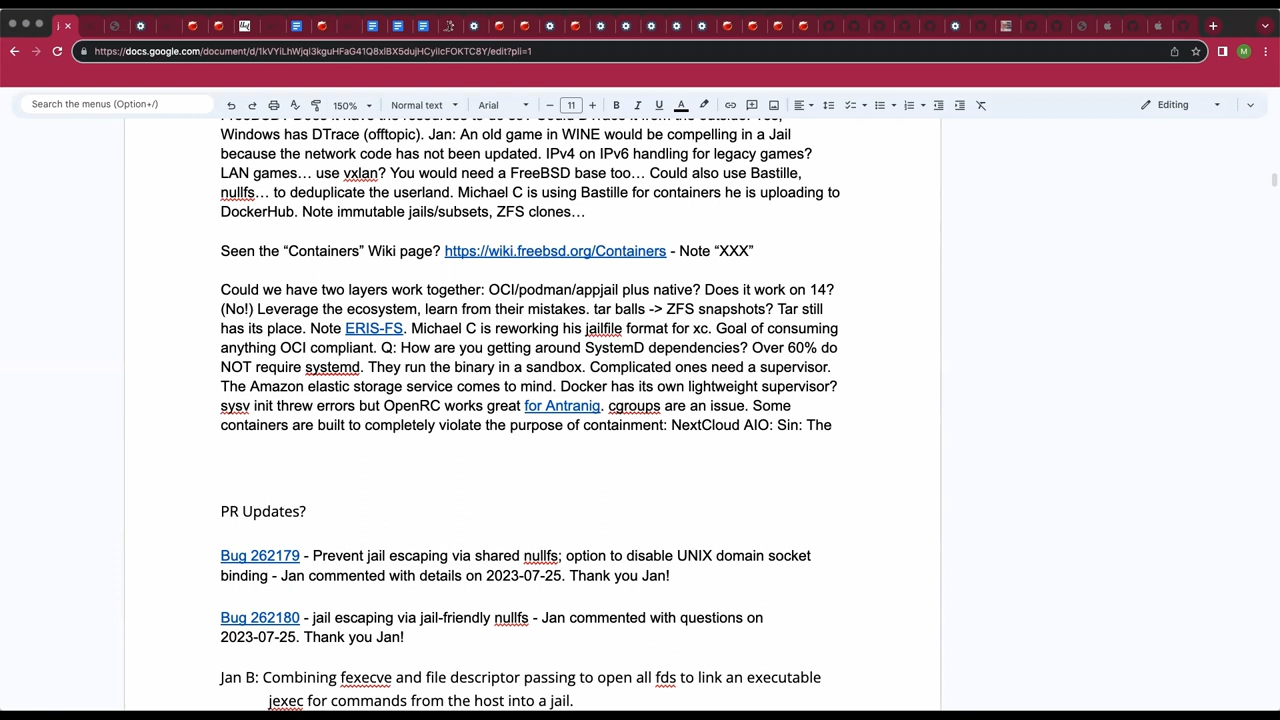 https://docs.google.com/document/d/1kVYiLhWjql3kguHFaG41Q8xlBX5dujHCyilcFOKTC8Y/edit?pli=1
M
Search the menus (Option+/)
150%
Normal text
Arial
11
B
I
U
A
Editing
Windows has DTrace (offtopic). Jan: An old game in WINE would be compelling in a Jail
because the network code has not been updated. IPv4 on IPv6 handling for legacy games?
LAN games… use vxlan? You would need a FreeBSD base too… Could also use Bastille,
nullfs… to deduplicate the userland. Michael C is using Bastille for containers he is uploading to
DockerHub. Note immutable jails/subsets, ZFS clones…
Seen the “Containers” Wiki page? https://wiki.freebsd.org/Containers - Note “XXX”
Could we have two layers work together: OCI/podman/appjail plus native? Does it work on 14?
(No!) Leverage the ecosystem, learn from their mistakes. tar balls -> ZFS snapshots? Tar still
has its place. Note ERIS-FS. Michael C is reworking his jailfile format for xc. Goal of consuming
anything OCI compliant. Q: How are you getting around SystemD dependencies? Over 60% do
NOT require systemd. They run the binary in a sandbox. Complicated ones need a supervisor.
The Amazon elastic storage service comes to mind. Docker has its own lightweight supervisor?
sysv init threw errors but OpenRC works great for Antranig. cgroups are an issue. Some
containers are built to completely violate the purpose of containment: NextCloud AIO: Sin: The
PR Updates?
Bug 262179 - Prevent jail escaping via shared nullfs; option to disable UNIX domain socket
binding - Jan commented with details on 2023-07-25. Thank you Jan!
Bug 262180 - jail escaping via jail-friendly nullfs - Jan commented with questions on
2023-07-25. Thank you Jan!
Jan B: Combining fexecve and file descriptor passing to open all fds to link an executable
jexec for commands from the host into a jail.